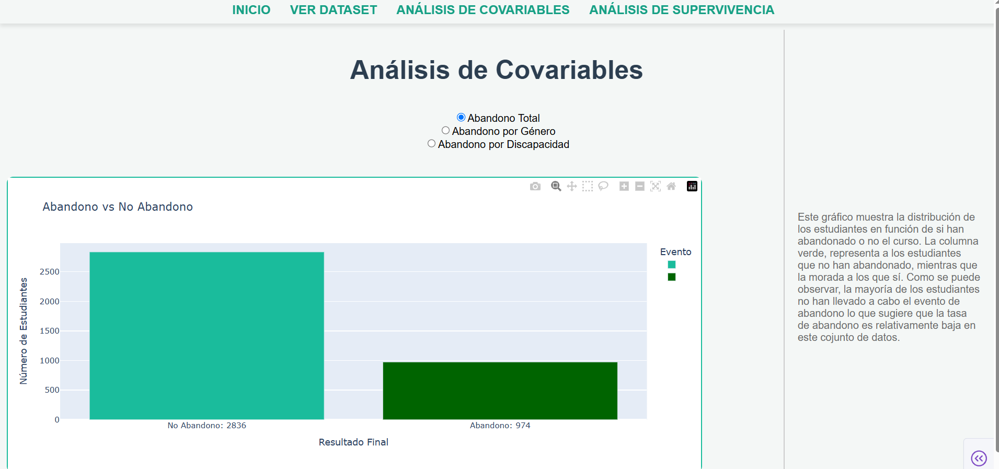 INICIO VER DATASET ANÁLISIS DE COVARIABLES ANÁLISIS DE SUPERVIVENCIA
Análisis de Covariables
Abandono Total
Abandono por Género
Abandono por Discapacidad
Abandono vs No Abandono
Evento
Número de Estudiantes
2500
2000
1500
1000
500
0
No Abandono: 2836
Abandono: 974
Resultado Final
Este gráfico muestra la distribución de
los estudiantes en función de si han
abandonado o no el curso. La columna
verde, representa a los estudiantes
que no han abandonado, mientras que
la morada a los que sí. Como se puede
observar, la mayoría de los estudiantes
no han llevado a cabo el evento de
abandono lo que sugiere que la tasa
de abandono es relativamente baja en
este cojunto de datos.